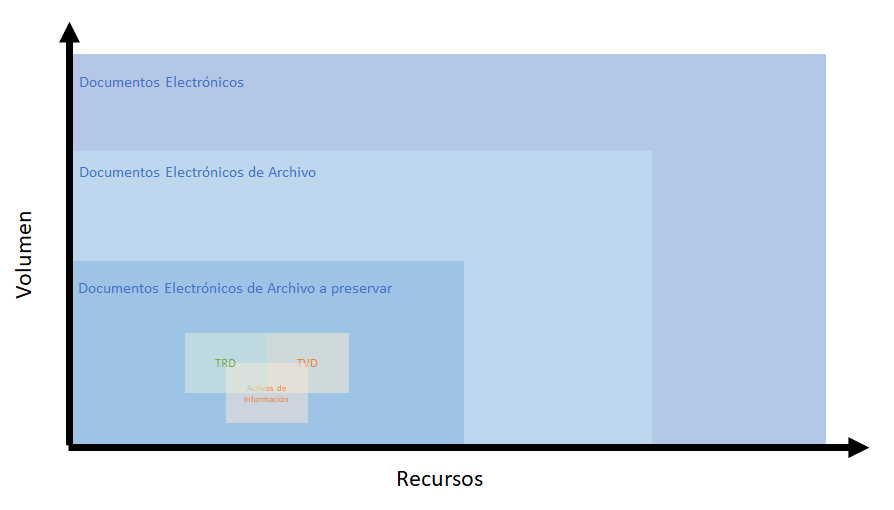 Documentos Electrónicos
Documentos Electrónicos de Archivo
Documentos Electrónicos de Archivo a preservar
TRD
TVD
Activos de
Información
Volumen
Recursos